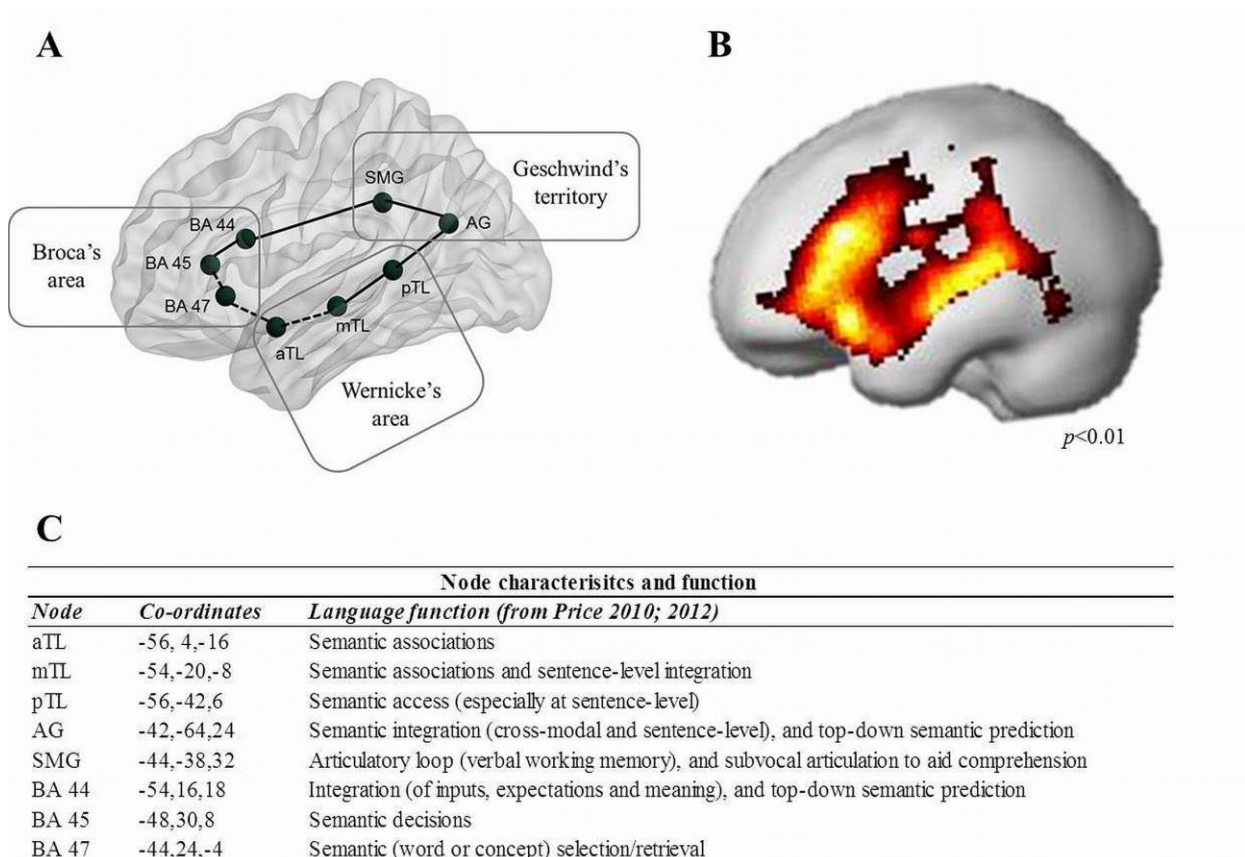 A
B
SMG
Geschwind's
territory
BA 44
AG
Broca's
area
BA 45
pTL
BA 47
mTL
aTL
Wernicke's
area
p<0.01
C
Node characterisitcs and function
Node Co-ordinates Language function (from Price 2010; 2012)
aTL -56, 4,-16 Semantic associations
mTL -54,-20,-8 Semantic associations and sentence-level integration
pTL -56,-42,6 Semantic access (especially at sentence-level)
AG -42,-64,24 Semantic integration (cross-modal and sentence-level), and top-down semantic prediction
SMG -44,-38,32 Articulatory loop (verbal working memory), and subvocal articulation to aid comprehension
BA 44 -54,16,18 Integration (of inputs, expectations and meaning), and top-down semantic prediction
BA 45 -48,30,8 Semantic decisions
BA 47 -44,24,-4 Semantic (word or concept) selection/retrieval